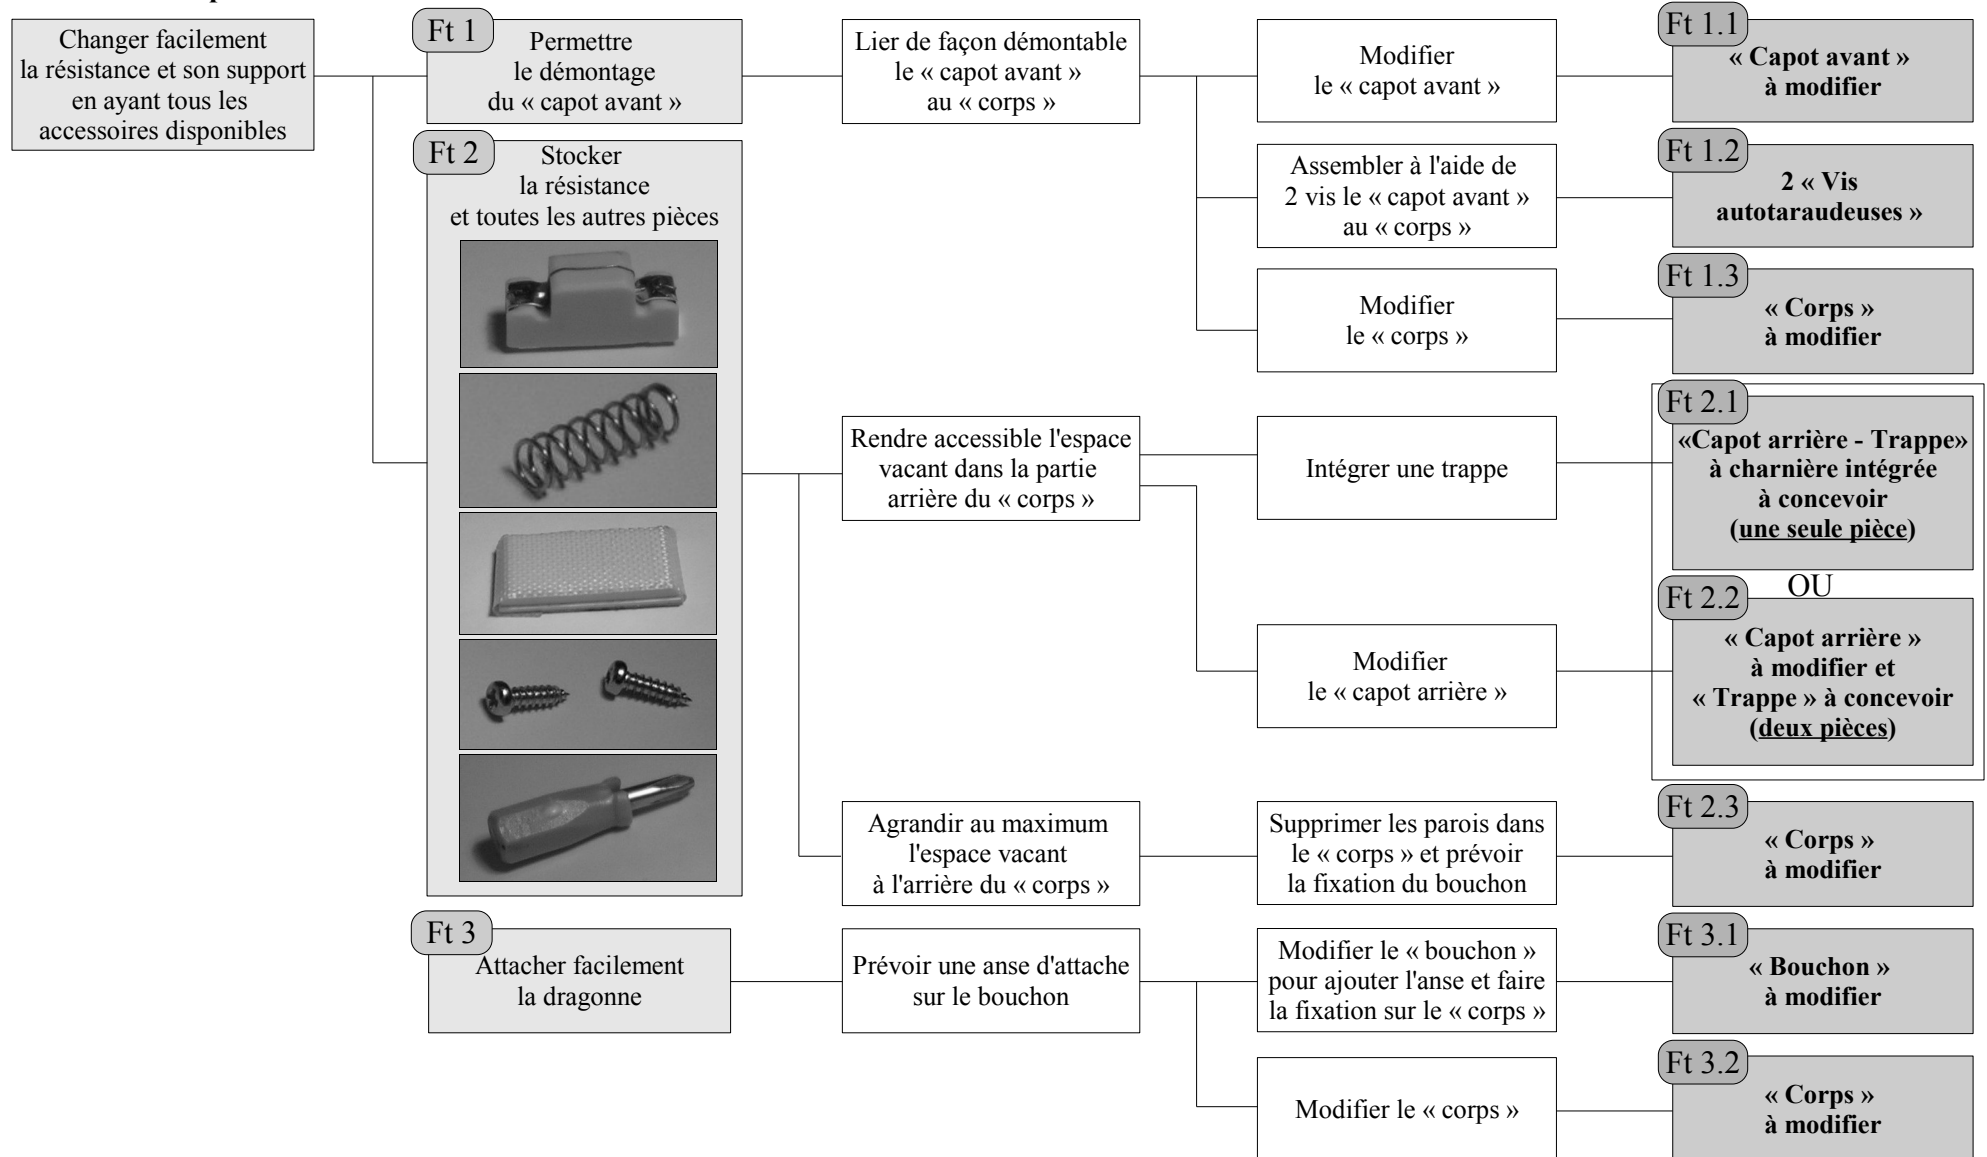 Changer facilement
la résistance et son support
en ayant tous les
accessoires disponibles
Ft 1
Permettre
le démontage
du « capot avant »
Lier de façon démontable
le « capot avant »
au « corps »
Modifier
le « capot avant »
Ft 1.1
« Capot avant »
à modifier
Assembler à l'aide de
2 vis le « capot avant »
au « corps »
Ft 1.2
2 « Vis
autotaraudeuses »
Modifier
le « corps »
Ft 1.3
« Corps »
à modifier
Ft 2
Stocker
la résistance
et toutes les autres pièces
Rendre accessible l'espace
vacant dans la partie
arrière du « corps »
Intégrer une trappe
Ft 2.1
«Capot arrière - Trappe»
à charnière intégrée
à concevoir
(une seule pièce)
OU
Modifier
le « capot arrière »
Ft 2.2
« Capot arrière »
à modifier et
« Trappe » à concevoir
(deux pièces)
Agrandir au maximum
l'espace vacant
à l'arrière du « corps »
Supprimer les parois dans
le « corps » et prévoir
la fixation du bouchon
Ft 2.3
« Corps »
à modifier
Ft 3
Attacher facilement
la dragonne
Prévoir une anse d'attache
sur le bouchon
Modifier le « bouchon »
pour ajouter l'anse et faire
la fixation sur le « corps »
Ft 3.1
« Bouchon »
à modifier
Modifier le « corps »
Ft 3.2
« Corps »
à modifier